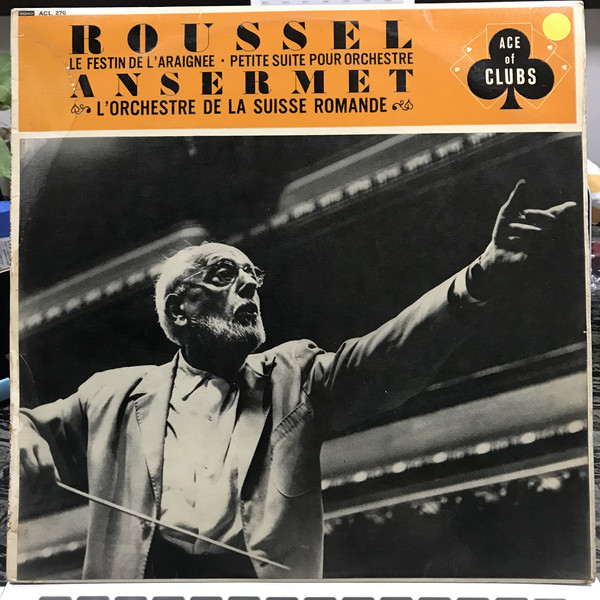 MONO ACL 270
ROUSSEL
LE FESTIN DE L'ARAIGNEE · PETITE SUITE POUR ORCHESTRE
ANSERMET
L'ORCHESTRE DE LA SUISSE ROMANDE
ACE
of
CLUBS